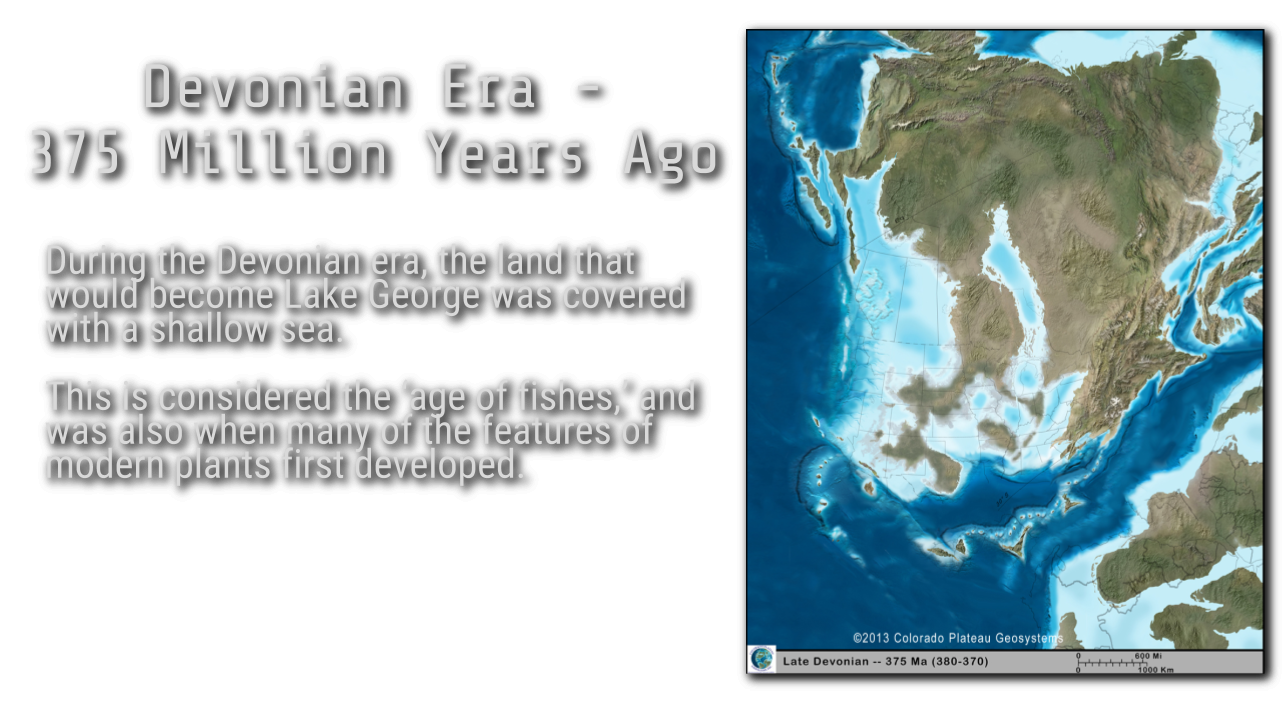 Devonian Era -
375 Million Years Ago
During the Devonian era, the land that
would become Lake George was covered
with a shallow sea.
This is considered the 'age of fishes,' and
was also when many of the features of
modern plants first developed.
©2013 Colorado Plateau Geosystems
Late Devonian -- 375 Ma (380-370)
0 600 Mi
0 1000 Km